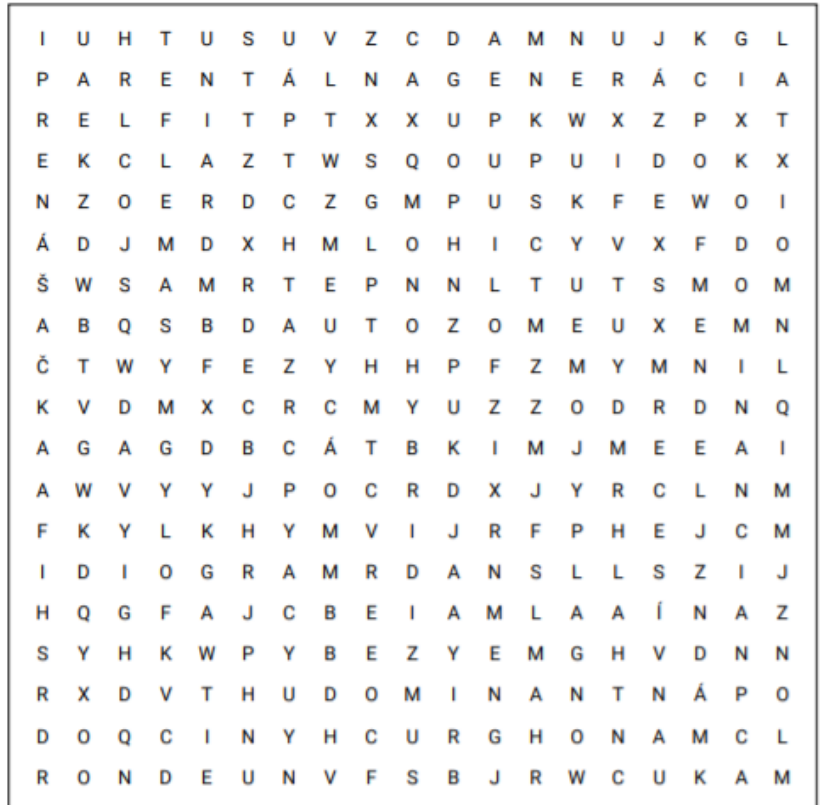 I U H T U S U V Z C D A M N U J K G L
P A R E N T Á L N A G E N E R Á C I A
R E L F I T P T X X U P K W X Z P X T
E K C L A Z T W S Q O U P U I D O K X
N Z O E R D C Z G M P U S K F E W O I
Á D J M D X H M L O H I C Y V X F D O
Š W S A M R T E P N N L T U T S M O M
A B Q S B D A U T O Z O M E U X E M N
Č T W Y F E Z Y H H P F Z M Y M N I L
K V D M X C R C M Y U Z Z O D R D N Q
A G A G D B C Á T B K I M J M E E A I
A W V Y Y J P O C R D X J Y R C L N M
F K Y L K H Y M V I J R F P H E J C M
I D I O G R A M R D A N S L L S Z I J
H Q G F A J C B E I A M L A A Í N A Z
S Y H K W P Y B E Z Y E M G H V D N N
R X D V T H U D O M I N A N T N Á P O
D O Q C I N Y H C U R G H O N A M C L
R O N D E U N V F S B J R W C U K A M